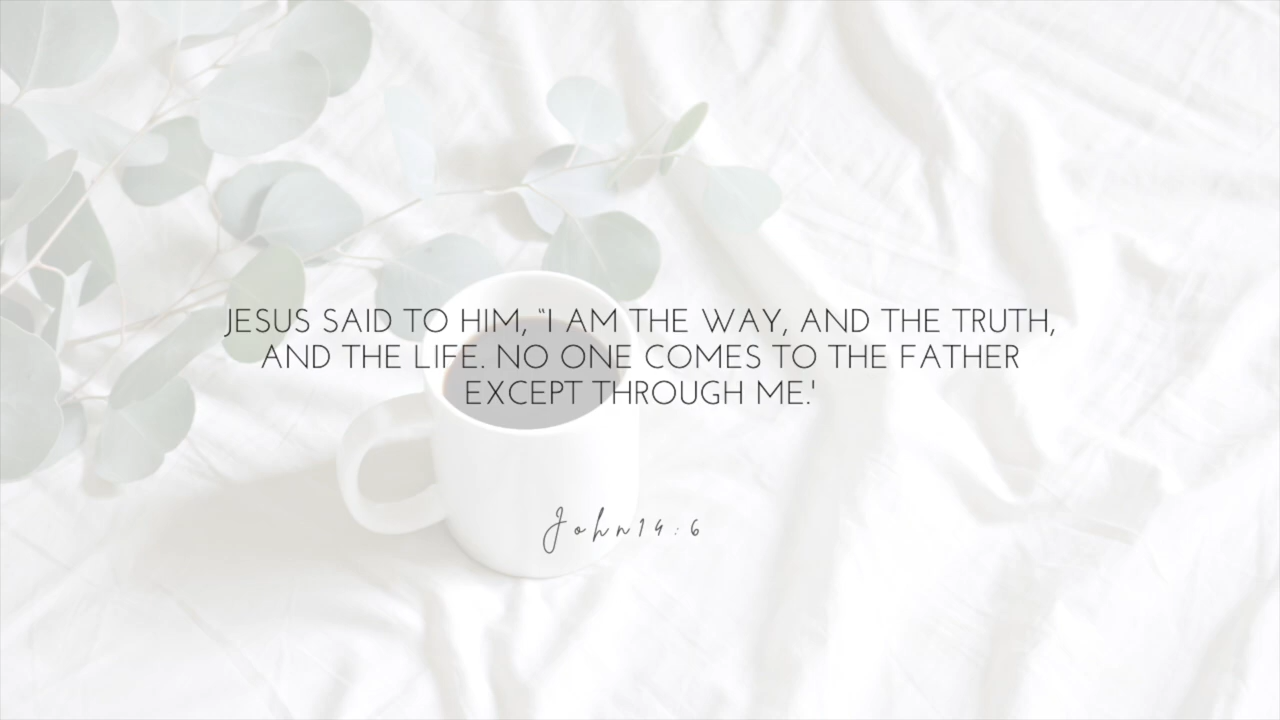 JESUS SAID TO HIM, “I AM THE WAY, AND THE TRUTH,
AND THE LIFE. NO ONE COMES TO THE FATHER
EXCEPT THROUGH ME.'
John14:6